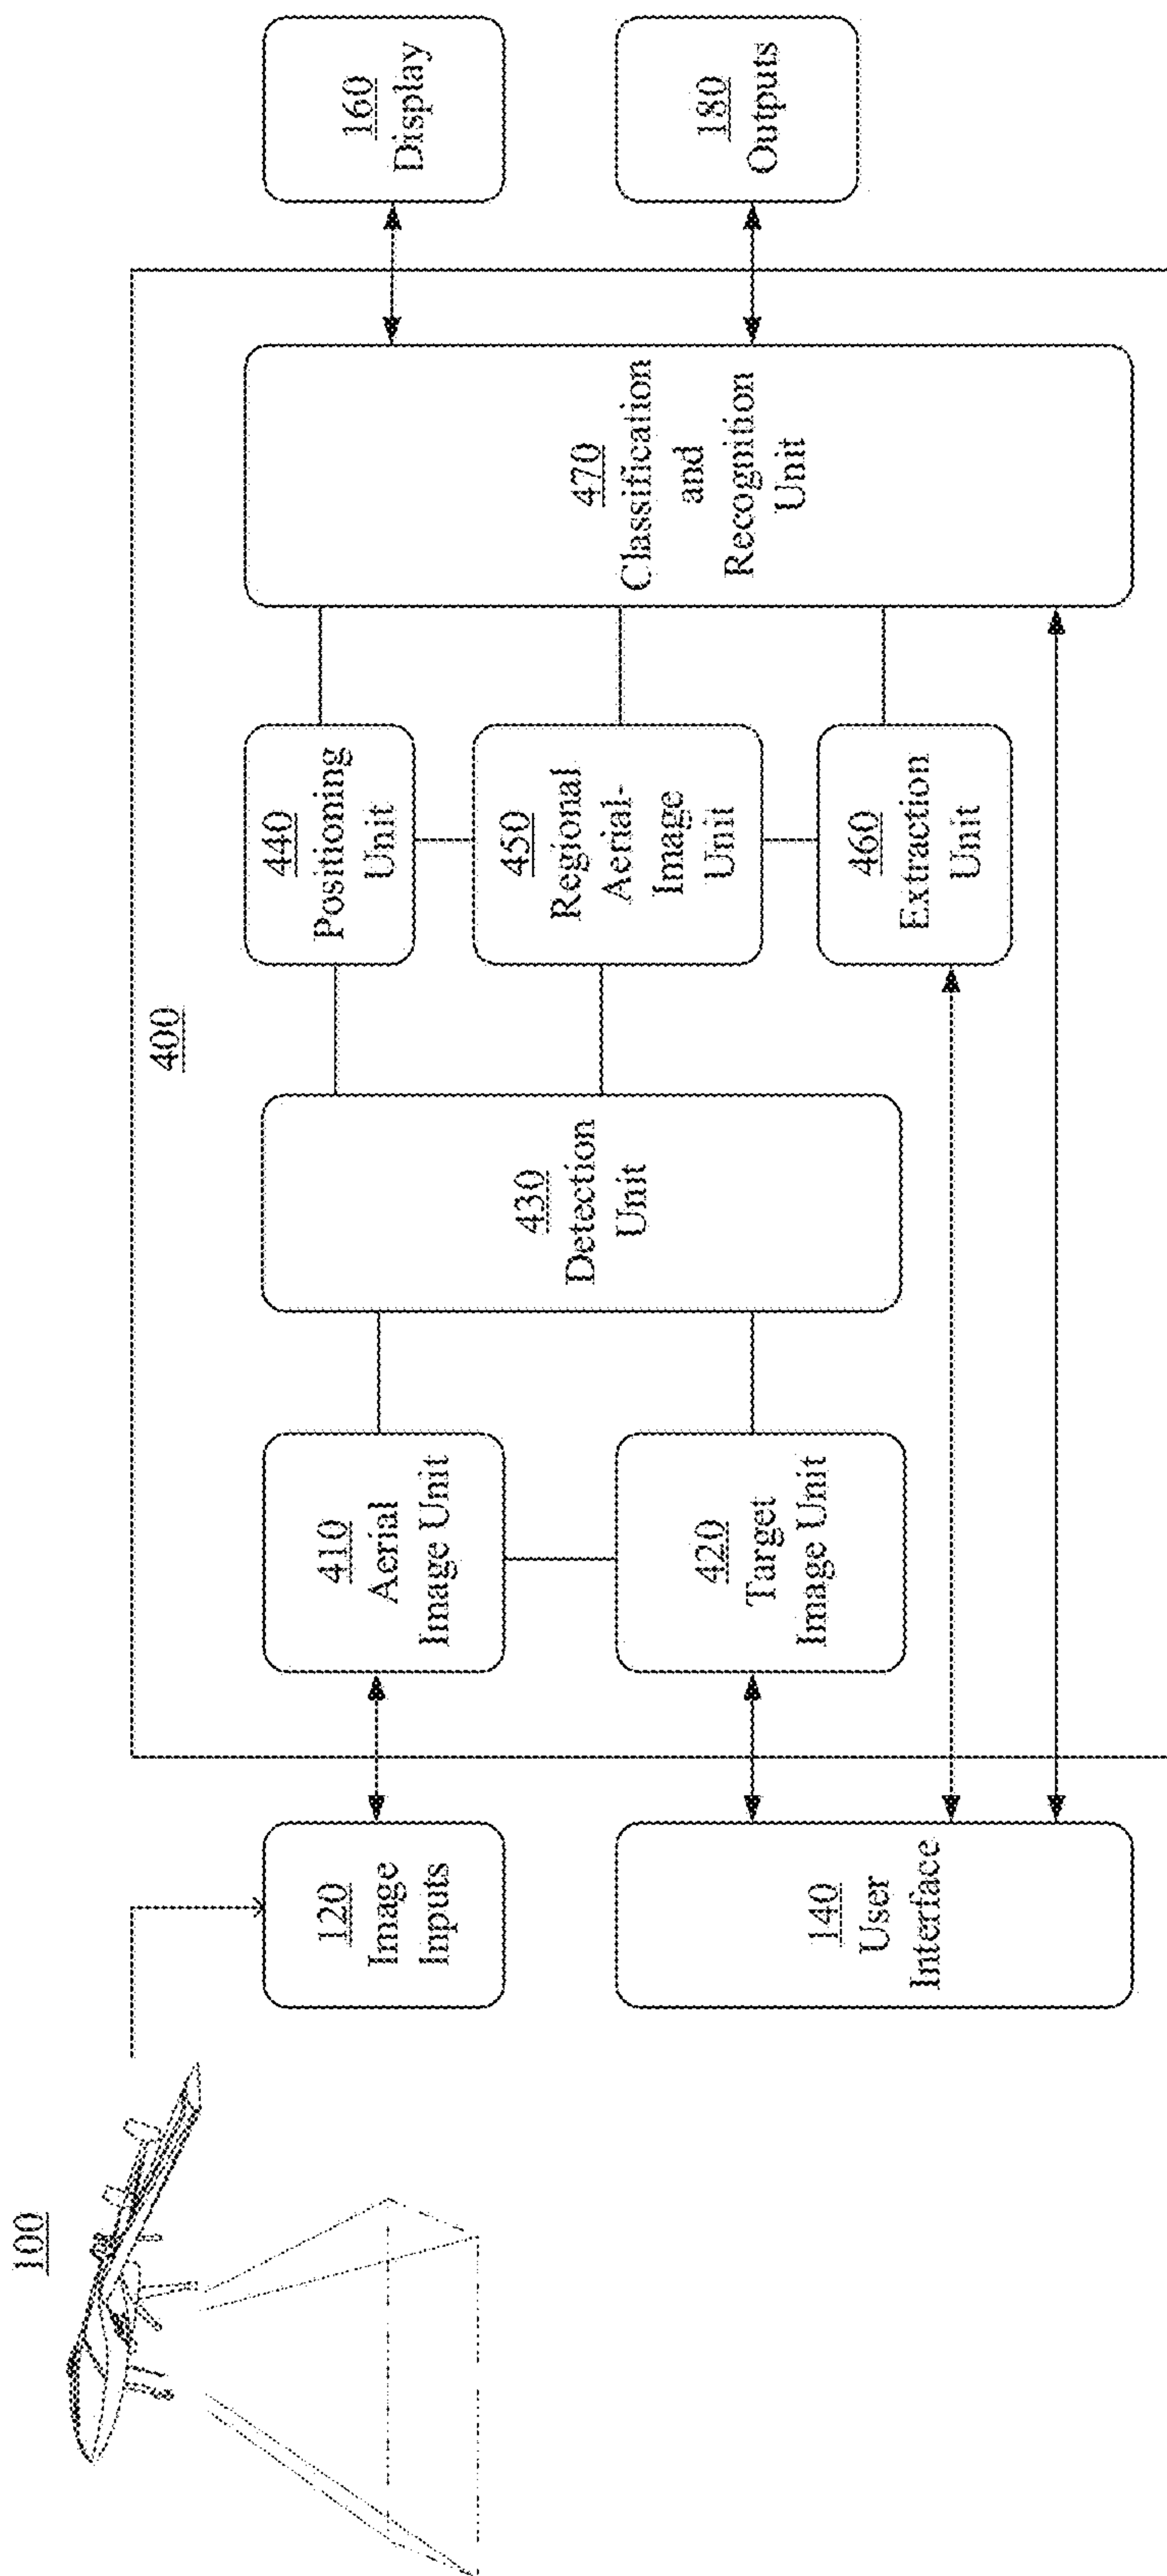 100
120
Image
Inputs
140
User
Interface
400
410
Aerial
Image Unit
420
Target
Image Unit
430
Detection
Unit
440
Positioning
Unit
450
Regional
Aerial-
Image
Unit
460
Extraction
Unit
470
Classification
and
Recognition
Unit
160
Display
180
Outputs